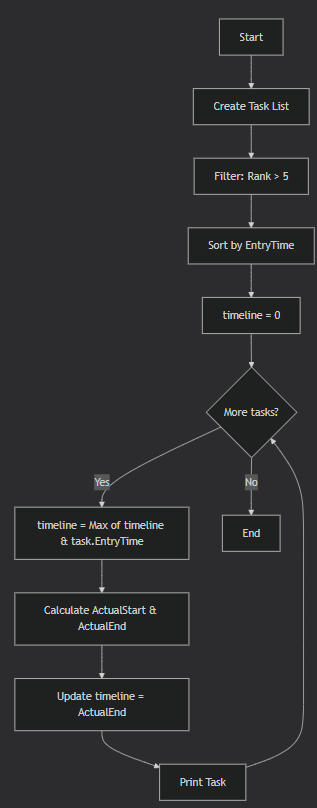 Start
Create Task List
Filter: Rank > 5
Sort by EntryTime
timeline = 0
More tasks?
Yes
No
timeline = Max of timeline
& task.EntryTime
End
Calculate ActualStart &
ActualEnd
Update timeline =
ActualEnd
Print Task